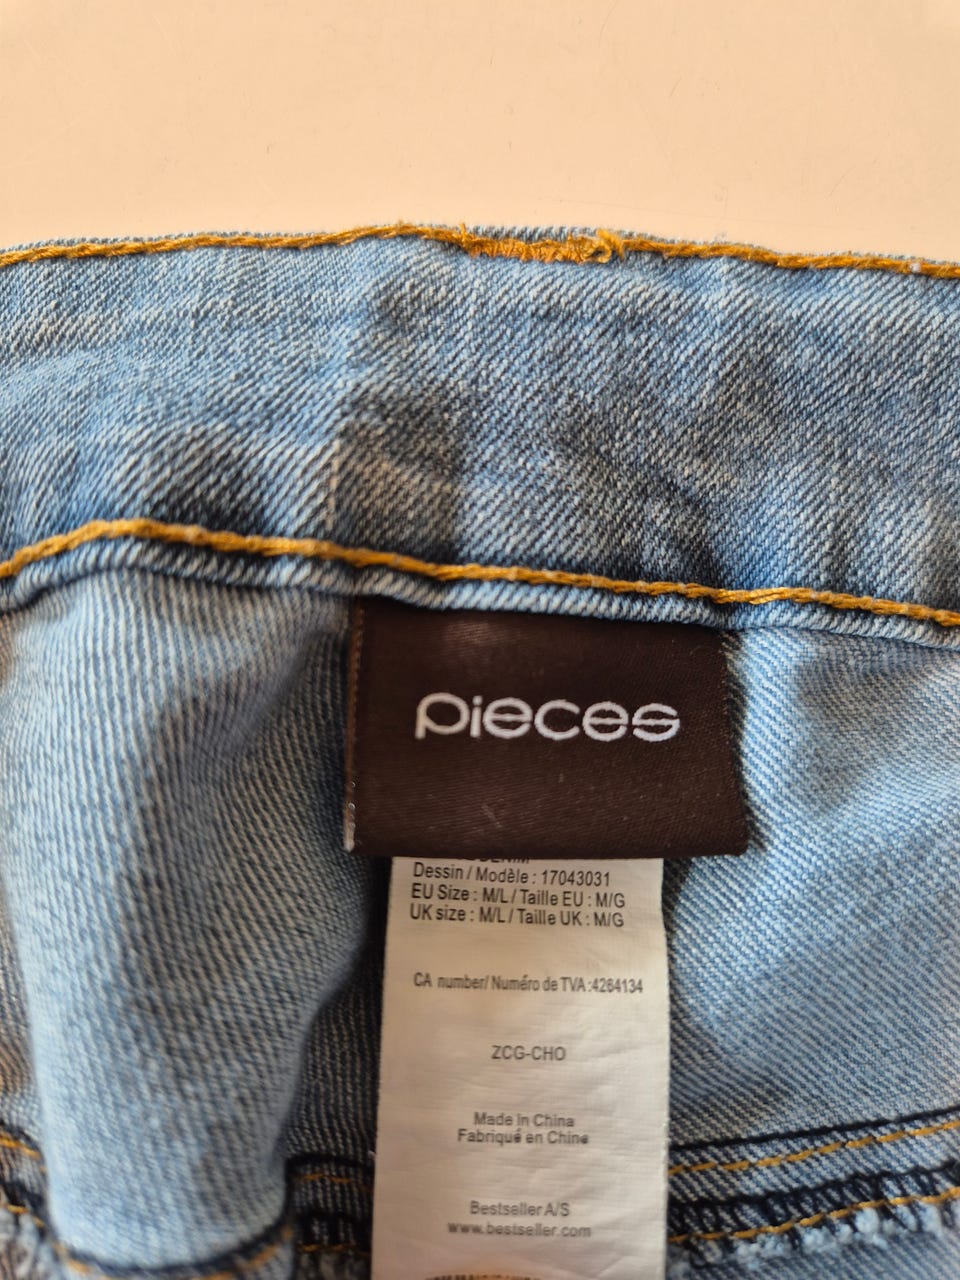 pieces
DENIM
Dessin / Modèle : 17043031
EU Size : M/L / Taille EU : M/G
UK size : M/L / Taille UK : M/G
CA number/ Numéro de TVA :4264134
ZCG-CHO
Made in China
Fabriqué en Chine
Bestseller A/S
www.bestseller.com